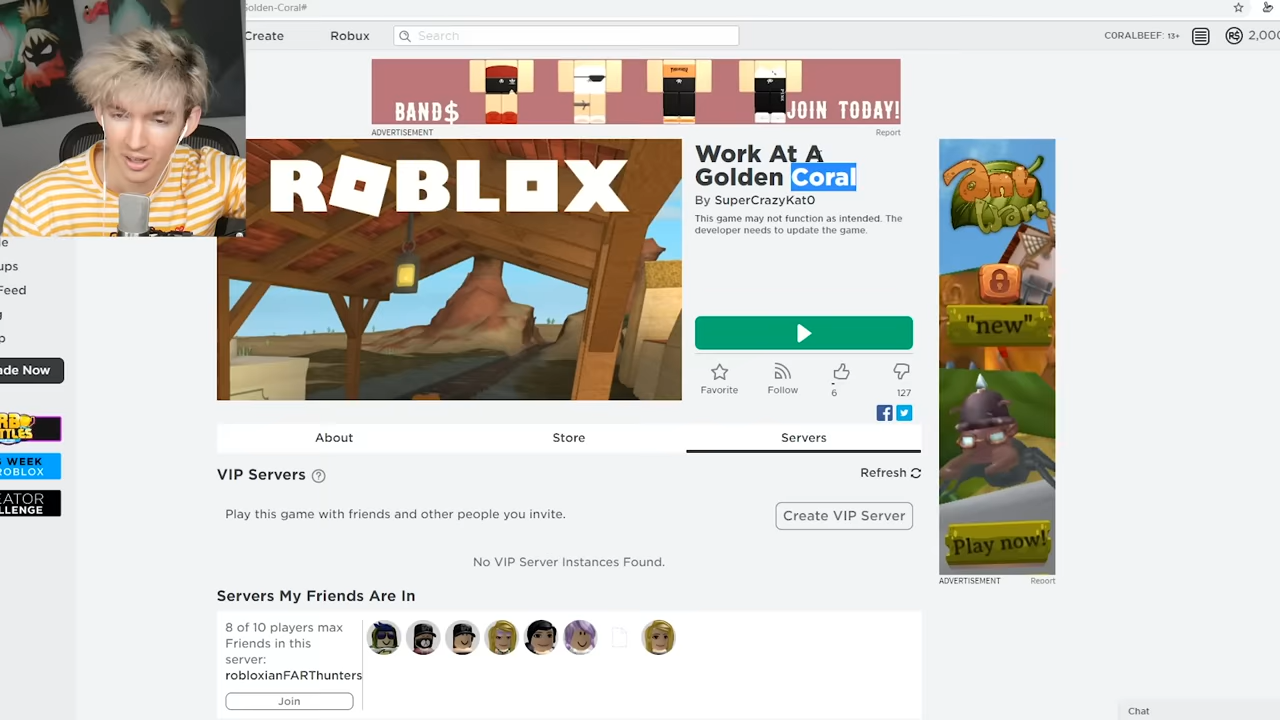 Golden-Coral#
Create
Robux
Search
CORALBEEF: 13+
2,000
BAND$
JOIN TODAY!
ADVERTISEMENT
Report
ROBLOX
Work At A
Golden Coral
By SuperCrazyKat0
This game may not function as intended. The
developer needs to update the game.
Ant
Wars
"new"
Favorite
Follow
6
127
ups
Feed
p
ade Now
RB
TTLES
WEEK
ROBLOX
EATOR
LLENGE
About
Store
Servers
VIP Servers
Refresh
Play this game with friends and other people you invite.
Create VIP Server
No VIP Server Instances Found.
Play now!
ADVERTISEMENT
Report
Servers My Friends Are In
8 of 10 players max
Friends in this
server:
robloxianFARThunters
Join
Chat